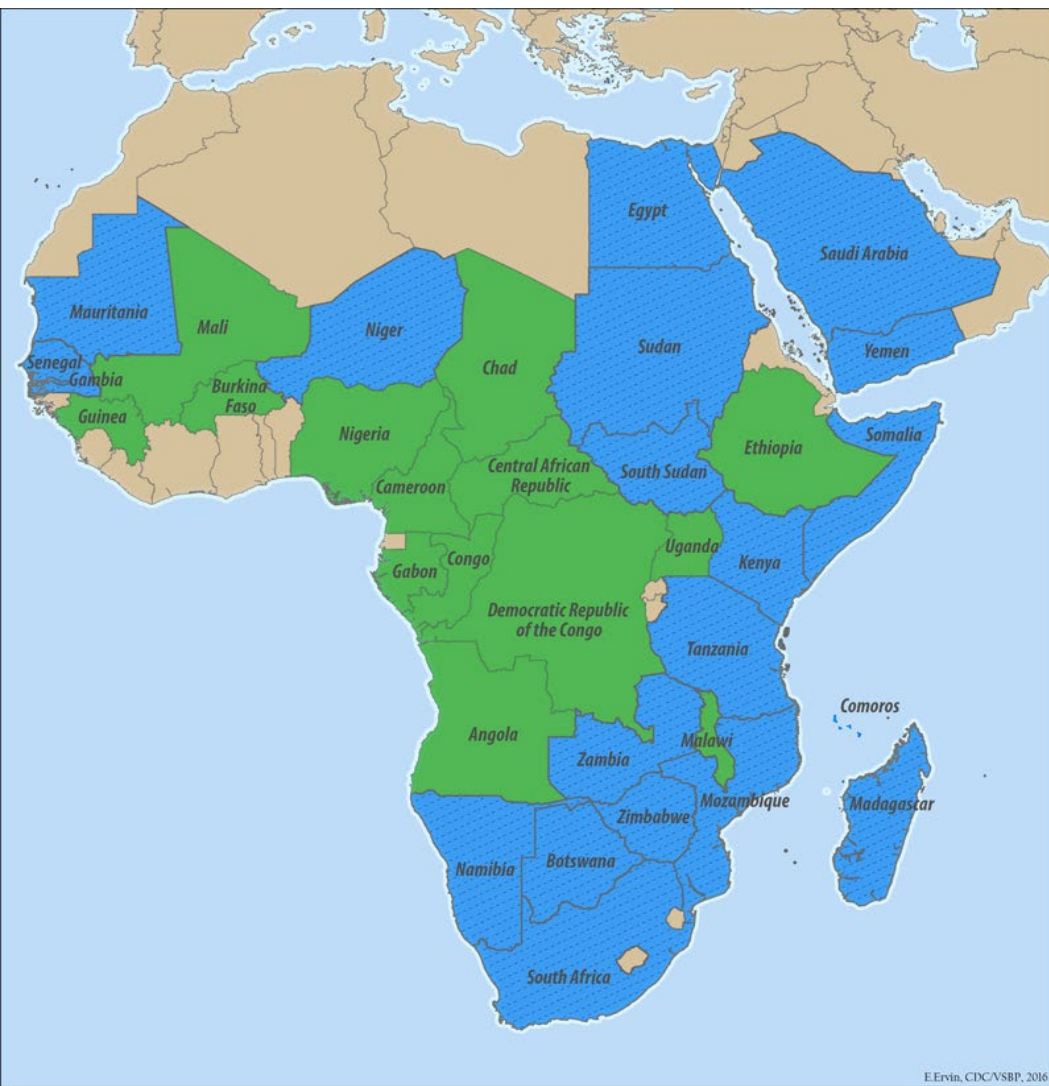 Egypt
Saudi Arabia
Mauritania
Mali
Niger
Sudan
Yemen
Chad
Senegal
Gambia
Burkina
Faso
Guinea
Nigeria
Somalia
Ethiopia
Central African
Republic
South Sudan
Cameroon
Uganda
Kenya
Congo
Gabon
Democratic Republic
of the Congo
Tanzania
Comoros
Angola
Malawi
Zambia
Mozambique
Madagascar
Zimbabwe
Botswana
Namibia
South Africa
E.Ervin, CDC/VSBP, 2016